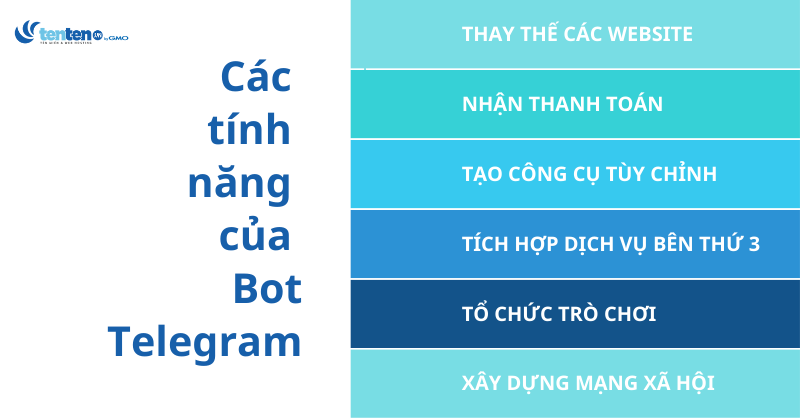 tenten.vn by GMO
TÊN MIỀN & WEB HOSTING
Các
tính
năng
của
Bot
Telegram
THAY THẾ CÁC WEBSITE
NHẬN THANH TOÁN
TẠO CÔNG CỤ TÙY CHỈNH
TÍCH HỢP DỊCH VỤ BÊN THỨ 3
TỔ CHỨC TRÒ CHƠI
XÂY DỰNG MẠNG XÃ HỘI